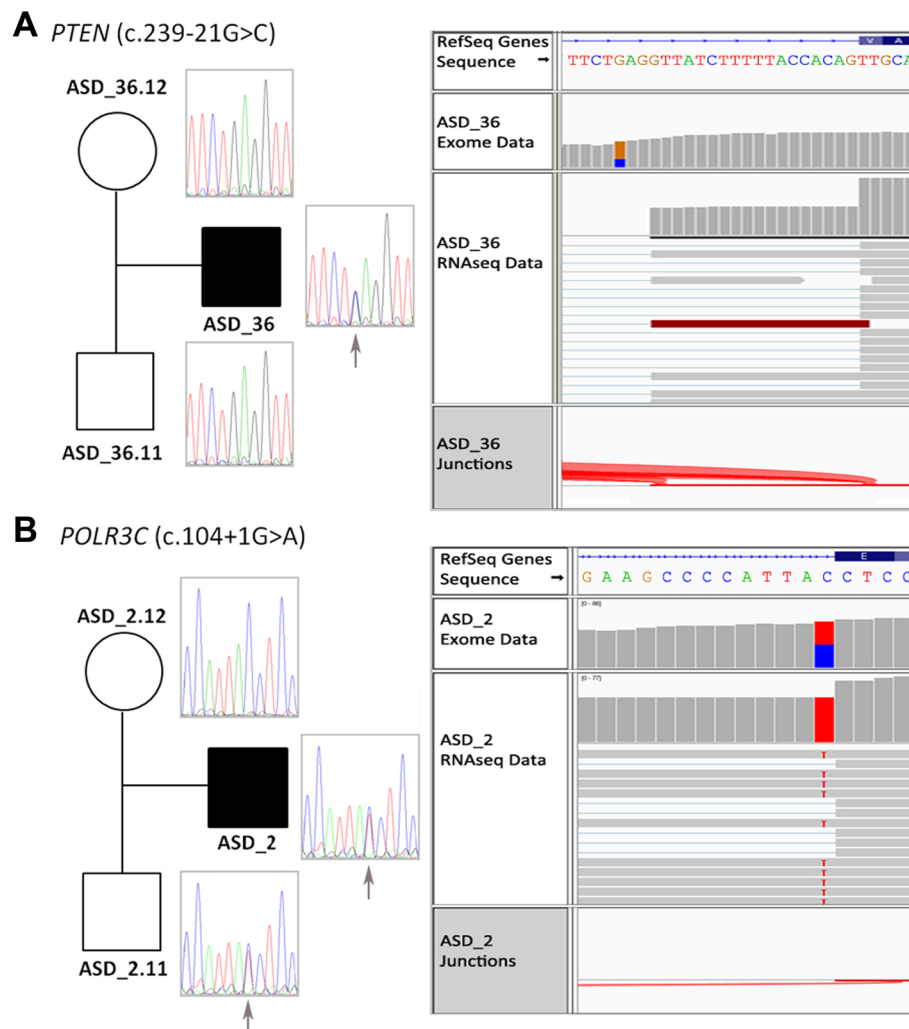 A PTEN (c.239-21G>C)
ASD_36.12
ASD_36
ASD_36.11
RefSeq Genes
Sequence → TTCTGAGGTTATCTTTTTACCACAGTTGCA
V A
ASD_36
Exome Data
ASD_36
RNAseq Data
ASD_36
Junctions
B POLR3C (c.104+1G>A)
ASD_2.12
ASD_2
ASD_2.11
RefSeq Genes
Sequence → G A A G C C C C A T T A C C T C C
E
ASD_2
Exome Data
[0 - 66]
ASD_2
RNAseq Data
[0 - 77]
T
T
T
T
T
T
T
T
T
T
ASD_2
Junctions